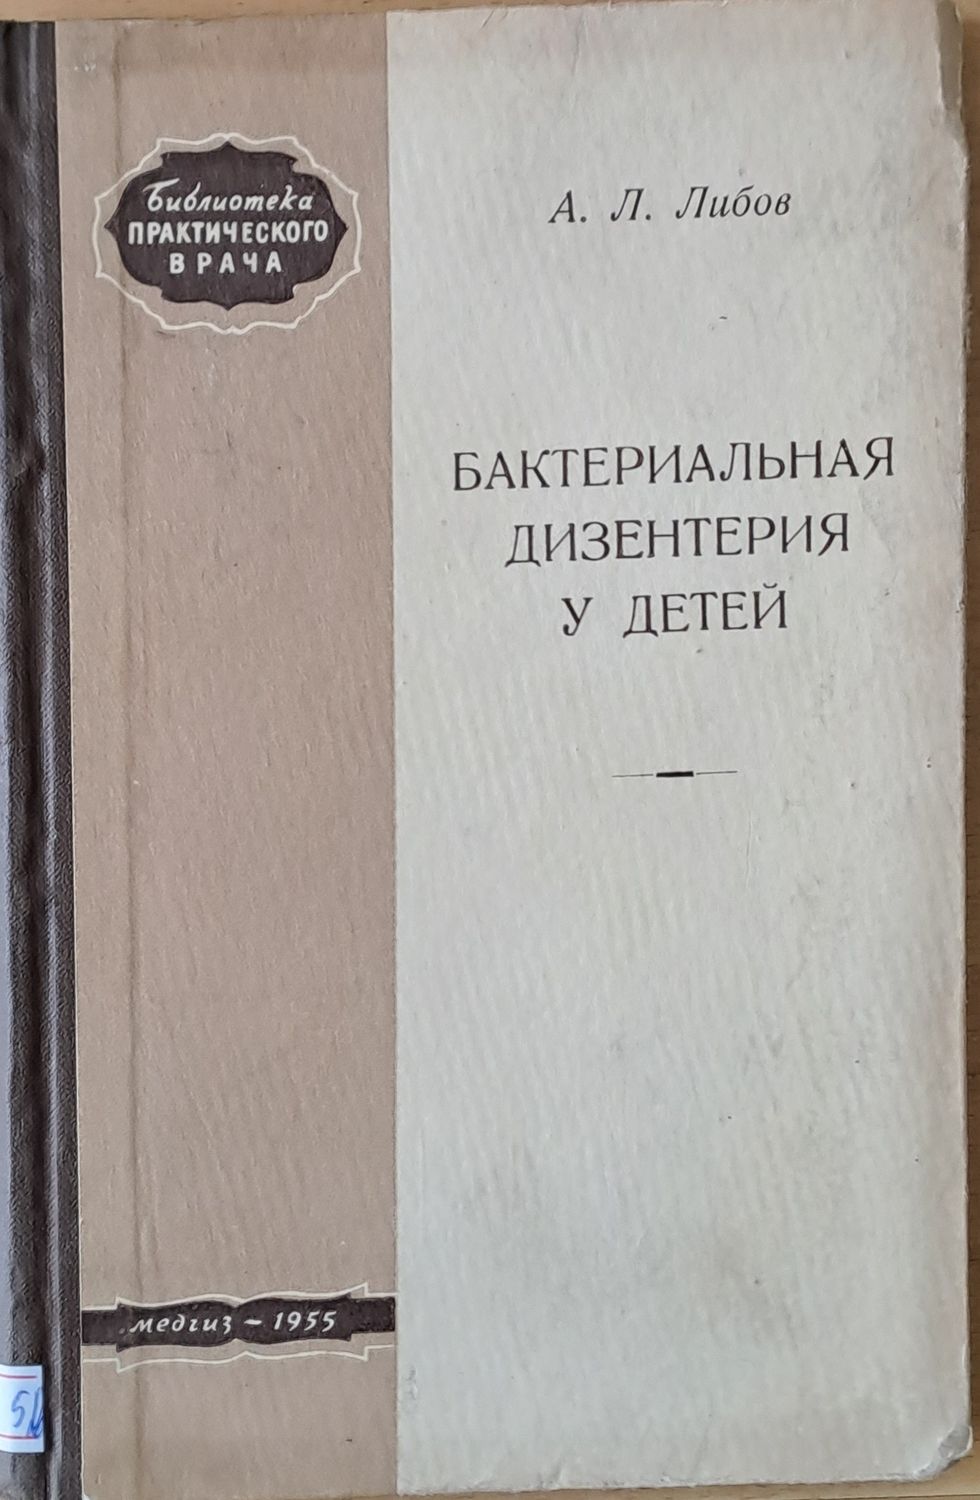 Библиотека
ПРАКТИЧЕСКОГО
ВРАЧА
А. Л. Либов
БАКТЕРИАЛЬНАЯ
ДИЗЕНТЕРИЯ
У ДЕТЕЙ
медгиз – 1955